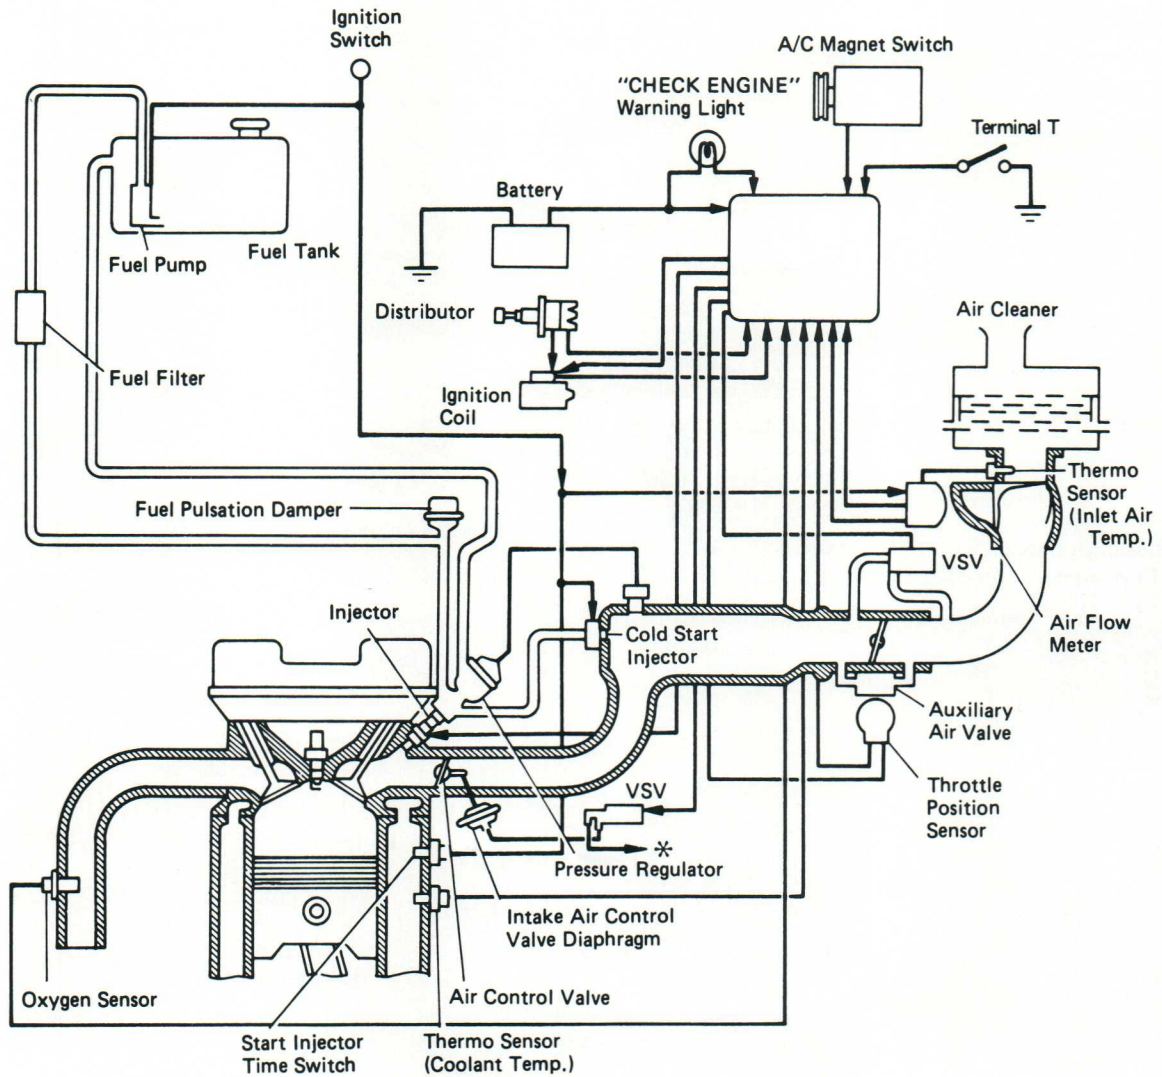 Ignition
Switch
A/C Magnet Switch
"CHECK ENGINE"
Warning Light
Terminal T
Battery
Fuel Tank
Fuel Pump
Distributor
Air Cleaner
Fuel Filter
Ignition
Coil
Thermo
Sensor
(Inlet Air
Temp.)
Fuel Pulsation Damper
VSV
Injector
Cold Start
Injector
Air Flow
Meter
Auxiliary
Air Valve
Throttle
Position
Sensor
VSV
*
Pressure Regulator
Intake Air Control
Valve Diaphragm
Oxygen Sensor
Air Control Valve
Start Injector
Time Switch
Thermo Sensor
(Coolant Temp.)